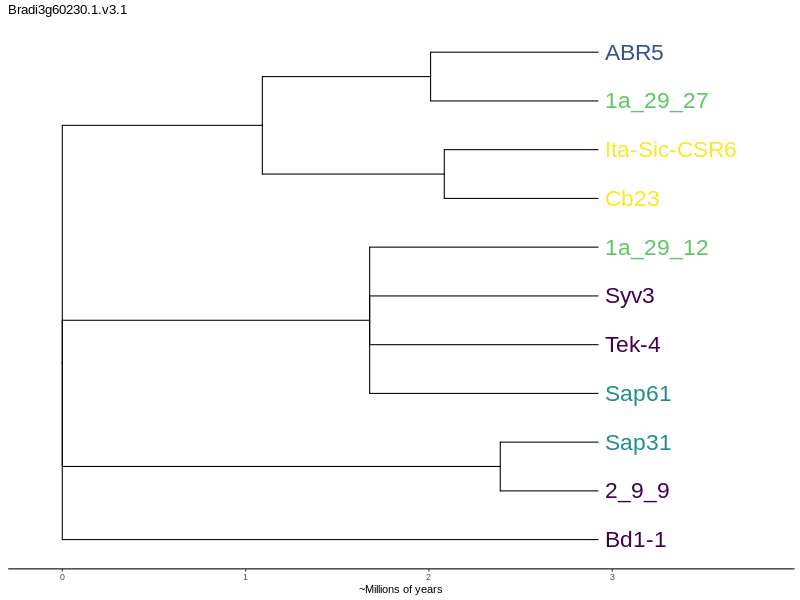 Bradi3g60230.1.v3.1
ABR5
1a_29_27
Ita-Sic-CSR6
Cb23
1a_29_12
Syv3
Tek-4
Sap61
Sap31
2_9_9
Bd1-1
0 1 2 3
~Millions of years